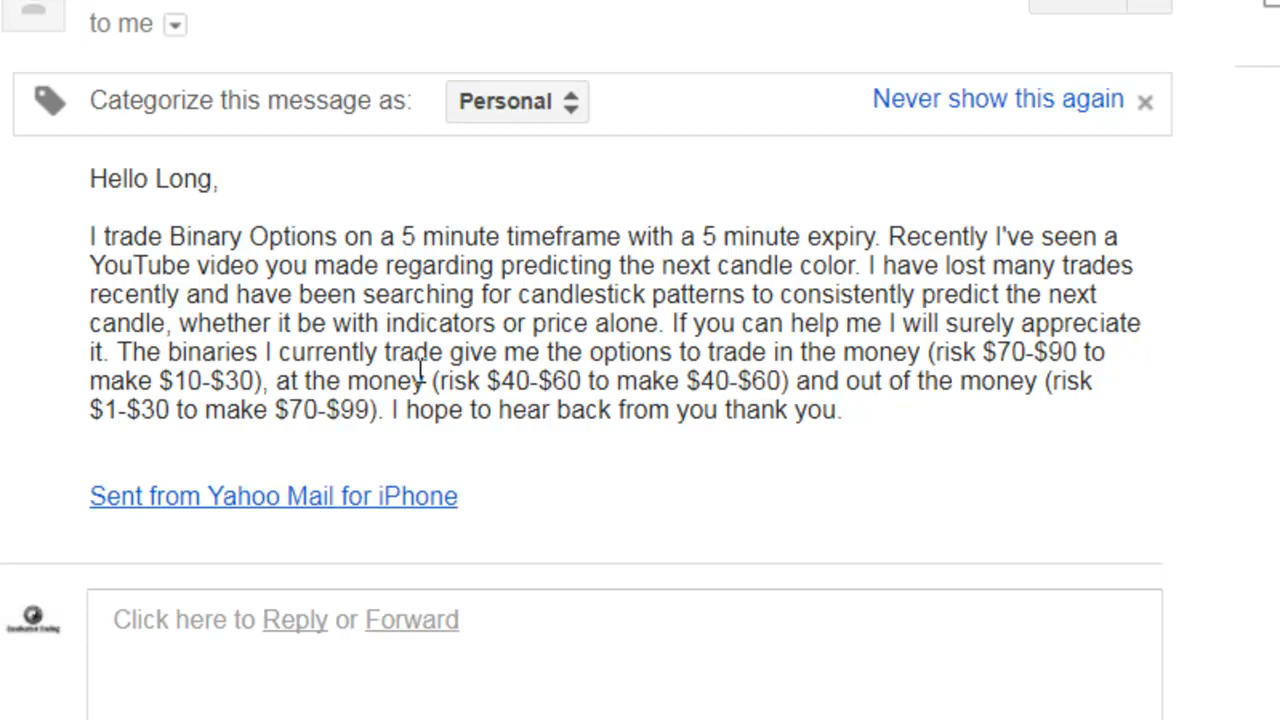 to me
Categorize this message as: Personal Never show this again
Hello Long,
I trade Binary Options on a 5 minute timeframe with a 5 minute expiry. Recently I've seen a
YouTube video you made regarding predicting the next candle color. I have lost many trades
recently and have been searching for candlestick patterns to consistently predict the next
candle, whether it be with indicators or price alone. If you can help me I will surely appreciate
it. The binaries I currently trade give me the options to trade in the money (risk $70-$90 to
make $10-$30), at the money (risk $40-$60 to make $40-$60) and out of the money (risk
$1-$30 to make $70-$99). I hope to hear back from you thank you.
Sent from Yahoo Mail for iPhone
Click here to Reply or Forward